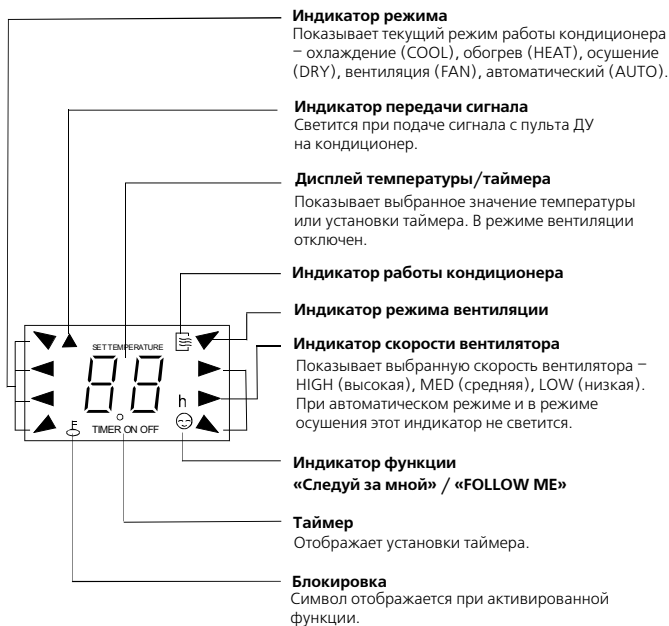 Индикатор режима
Показывает текущий режим работы кондиционера
– охлаждение (COOL), обогрев (HEAT), осушение
(DRY), вентиляция (FAN), автоматический (AUTO).
Индикатор передачи сигнала
Светится при подаче сигнала с пульта ДУ
на кондиционер.
Дисплей температуры/таймера
Показывает выбранное значение температуры
или установки таймера. В режиме вентиляции
отключен.
Индикатор работы кондиционера
Индикатор режима вентиляции
Индикатор скорости вентилятора
Показывает выбранную скорость вентилятора –
HIGH (высокая), MED (средняя), LOW (низкая).
При автоматическом режиме и в режиме
осушения этот индикатор не светится.
Индикатор функции
«Следуй за мной» / «FOLLOW ME»
Таймер
Отображает установки таймера.
Блокировка
Символ отображается при активированной
функции.
SET TEMPERATURE
88
h
TIMER ON OFF